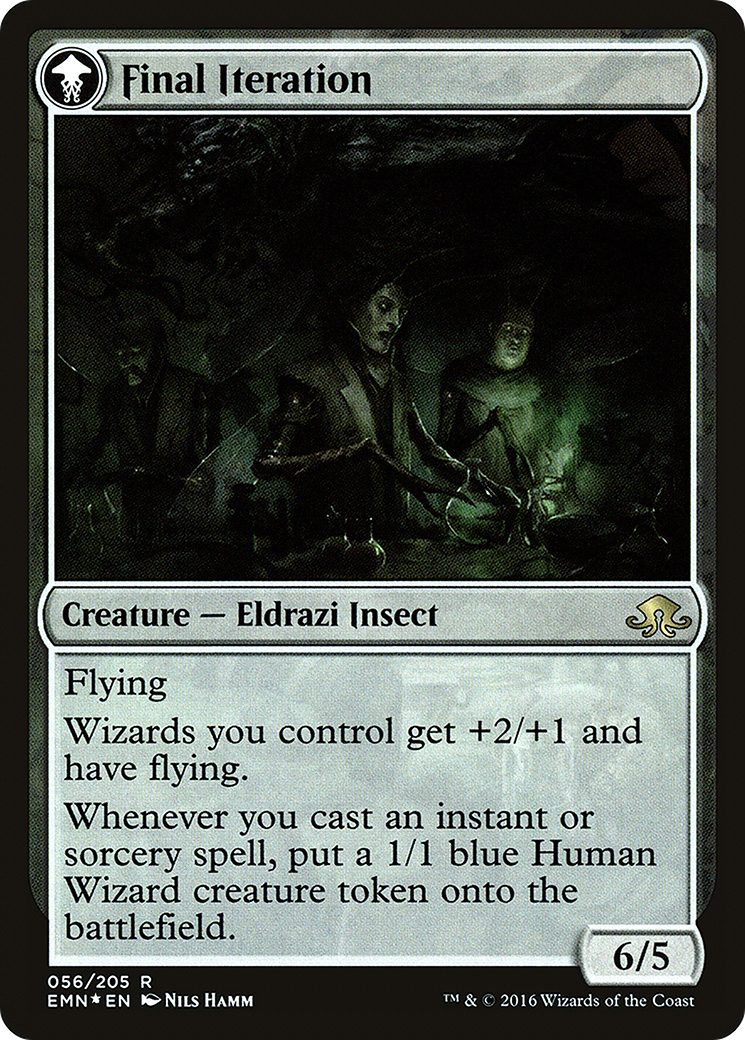 Final Iteration
Creature — Eldrazi Insect
Flying
Wizards you control get +2/+1 and
have flying.
Whenever you cast an instant or
sorcery spell, put a 1/1 blue Human
Wizard creature token onto the
battlefield.
6/5
056/205 R
EMN★EN Nils Hamm
™ & © 2016 Wizards of the Coast